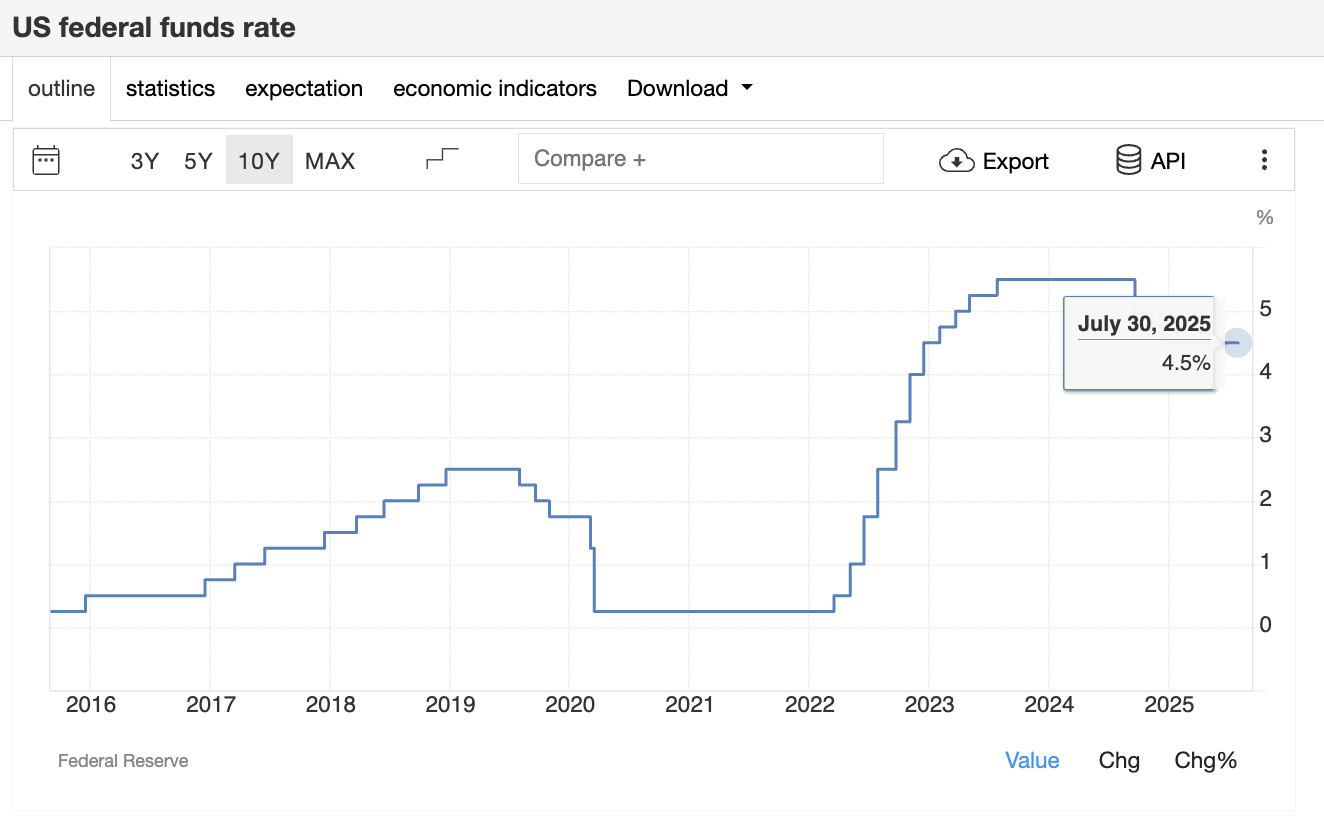 US federal funds rate
outline statistics expectation economic indicators Download
3Y 5Y 10Y MAX Compare + Export API
%
5
July 30, 2025
4.5%
4
3
2
1
0
2016 2017 2018 2019 2020 2021 2022 2023 2024 2025
Federal Reserve Value Chg Chg%